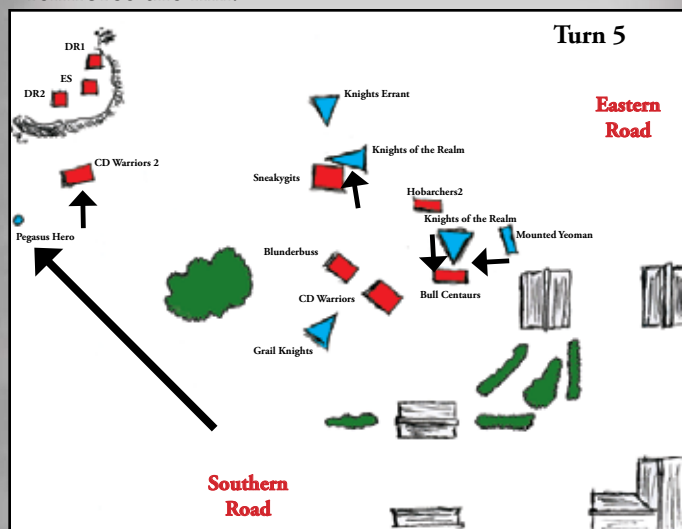 Turn 5
DR1
ES
DR2
Knights Errant
Eastern
Road
Knights of the Realm
CD Warriors 2
Sneakygits
Hobarchers2
Knights of the Realm
Pegasus Hero
Mounted Yeoman
Blunderbuss
CD Warriors
Bull Centaurs
Grail Knights
Southern
Road